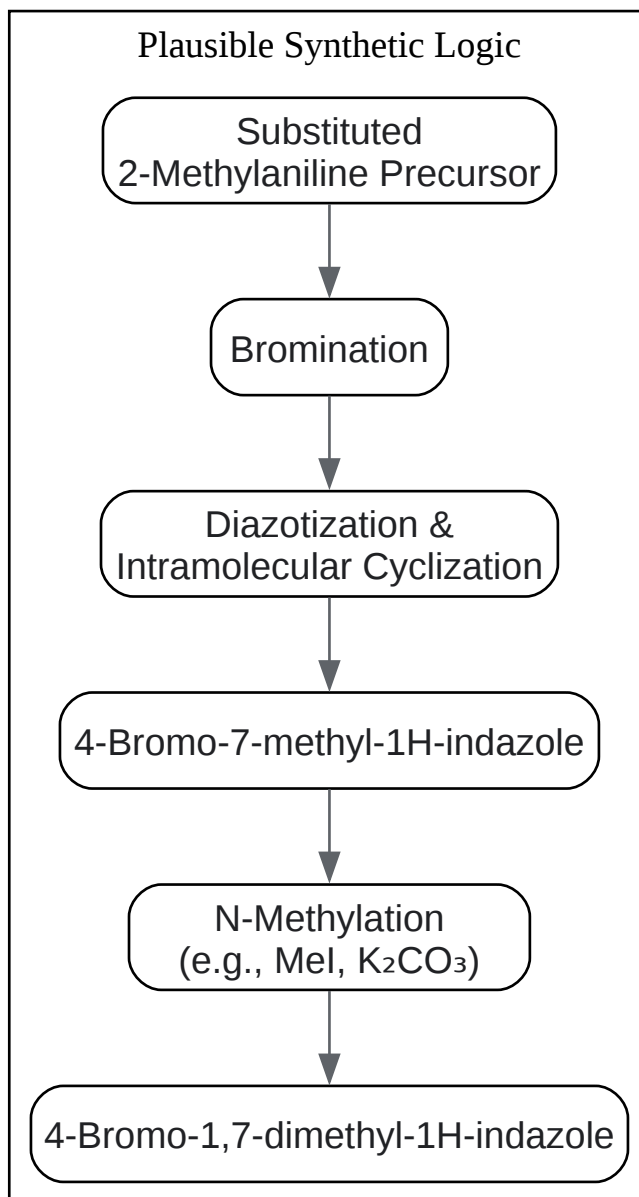 Plausible Synthetic Logic
Substituted
2-Methylaniline Precursor
Bromination
Diazotization &
Intramolecular Cyclization
4-Bromo-7-methyl-1H-indazole
N-Methylation
(e.g., MeI, K₂CO₃)
4-Bromo-1,7-dimethyl-1H-indazole